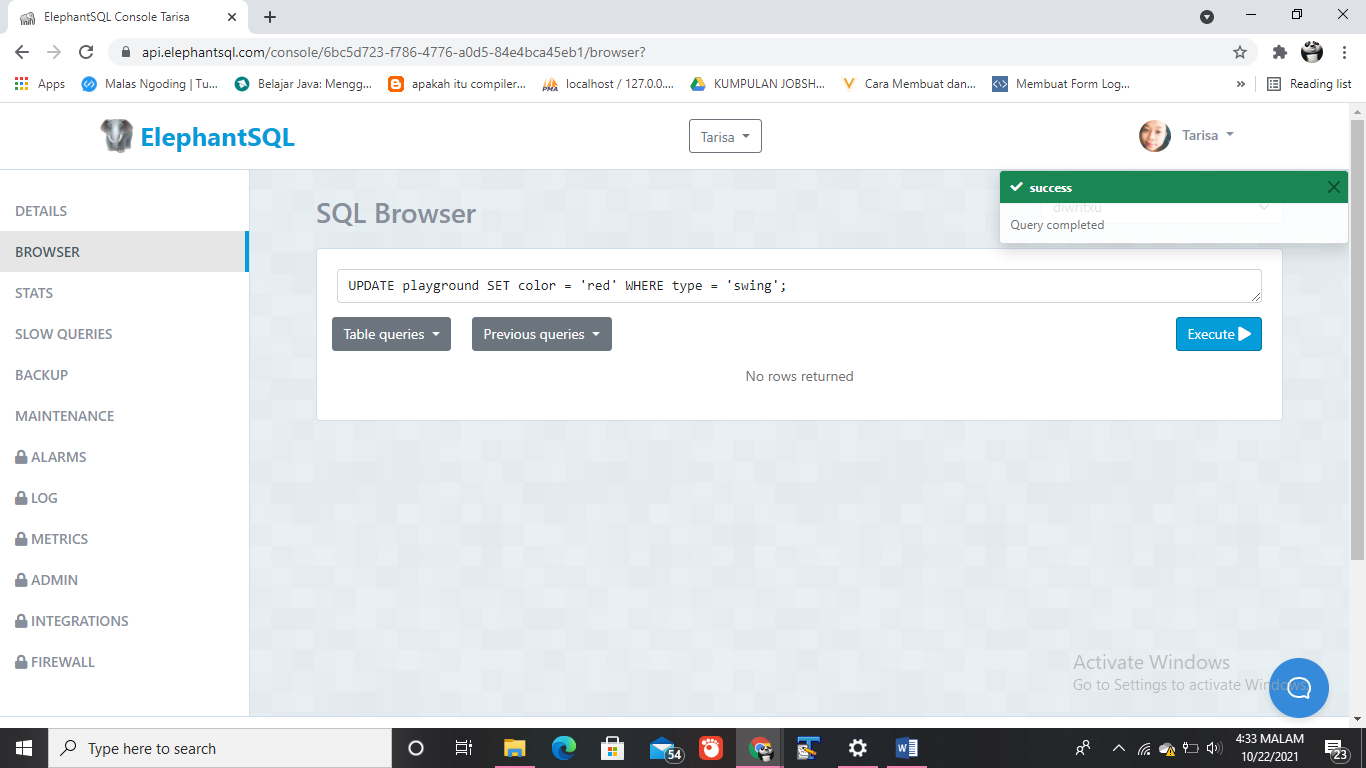 ElephantSQL Console Tarisa
api.elephantsql.com/console/6bc5d723-f786-4776-a0d5-84e4bca45eb1/browser?
Apps
Malas Ngoding | Tu...
Belajar Java: Mengg...
apakah itu compiler...
localhost / 127.0.0....
KUMPULAN JOBSH...
Cara Membuat dan...
Membuat Form Log...
»
Reading list
ElephantSQL
Tarisa
Tarisa
success
diwritxu
Query completed
DETAILS
BROWSER
STATS
SLOW QUERIES
BACKUP
MAINTENANCE
ALARMS
LOG
METRICS
ADMIN
INTEGRATIONS
FIREWALL
SQL Browser
UPDATE playground SET color = 'red' WHERE type = 'swing';
Table queries
Previous queries
Execute
No rows returned
Activate Windows
Go to Settings to activate Windows.
Type here to search
54
4:33 MALAM
10/22/2021
23